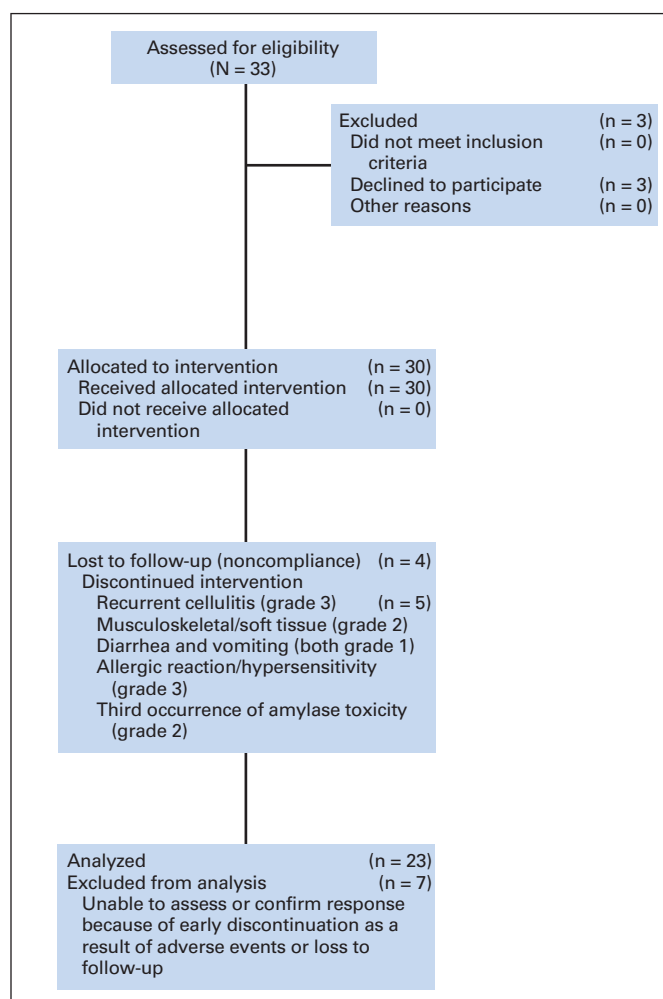 Assessed for eligibility
(N = 33)
Excluded (n = 3)
Did not meet inclusion (n = 0)
criteria
Declined to participate (n = 3)
Other reasons (n = 0)
Allocated to intervention (n = 30)
Received allocated intervention (n = 30)
Did not receive allocated (n = 0)
intervention
Lost to follow-up (noncompliance) (n = 4)
Discontinued intervention
Recurrent cellulitis (grade 3) (n = 5)
Musculoskeletal/soft tissue (grade 2)
Diarrhea and vomiting (both grade 1)
Allergic reaction/hypersensitivity
(grade 3)
Third occurrence of amylase toxicity
(grade 2)
Analyzed (n = 23)
Excluded from analysis (n = 7)
Unable to assess or confirm response
because of early discontinuation as a
result of adverse events or loss to
follow-up